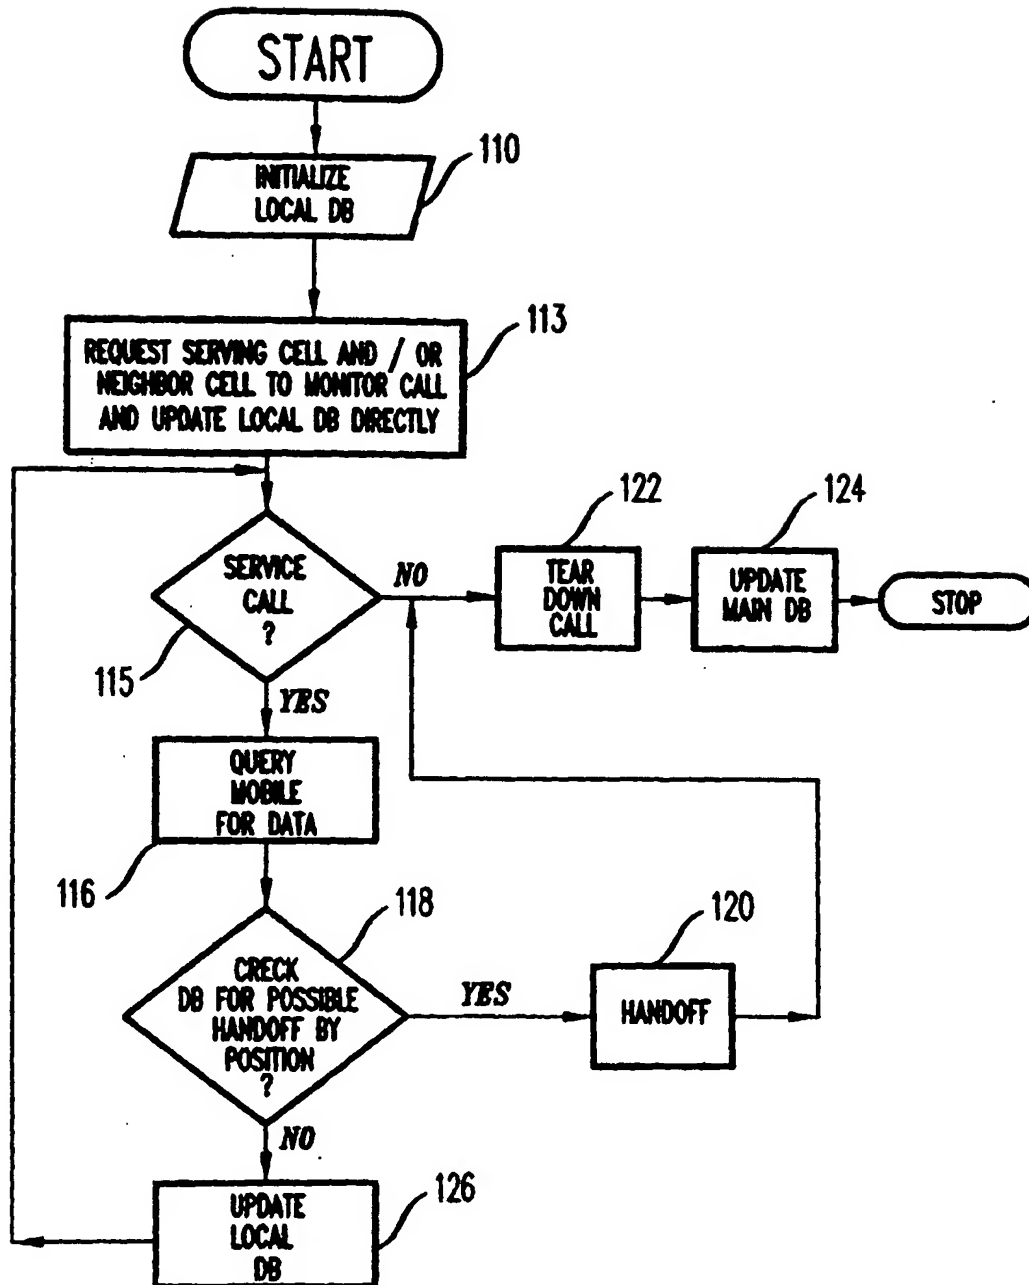 START
110
INITIALIZE
LOCAL DB
113
REQUEST SERVING CELL AND / OR
NEIGHBOR CELL TO MONITOR CALL
AND UPDATE LOCAL DB DIRECTLY
122
124
SERVICE
CALL
?
NO
TEAR
DOWN
CALL
UPDATE
MAIN DB
STOP
115
YES
QUERY
MOBILE
FOR DATA
116
118
120
CRECK
DB FOR POSSIBLE
HANDOFF BY
POSITION
?
YES
HANDOFF
NO
126
UPDATE
LOCAL
DB